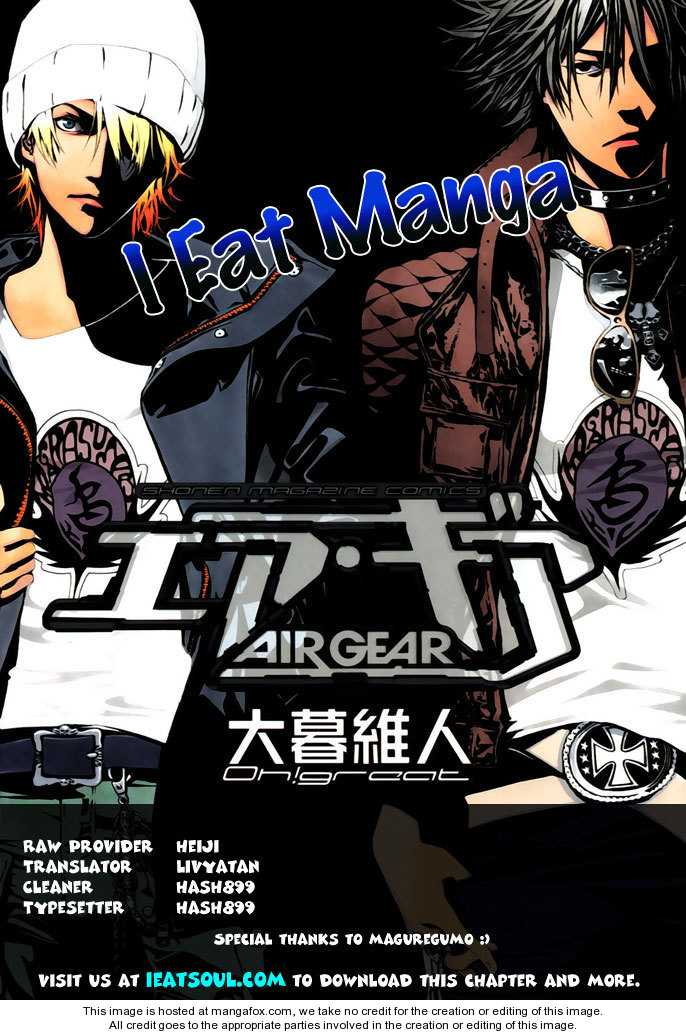 I Eat Manga
SHONEN MAGAZINE COMICS
エア・ギア
AIR GEAR
大暮維人
Oh!great
RAW PROVIDER HEIJI
TRANSLATOR LIVYATAN
CLEANER HASH899
TYPESETTER HASH899
SPECIAL THANKS TO MAGUREGUMO :)
VISIT US AT IEATSOUL.COM TO DOWNLOAD THIS CHAPTER AND MORE.
This image is hosted at mangafox.com, we take no credit for the creation or editing of this image.
All credit goes to the appropriate parties involved in the creation or editing of this image.